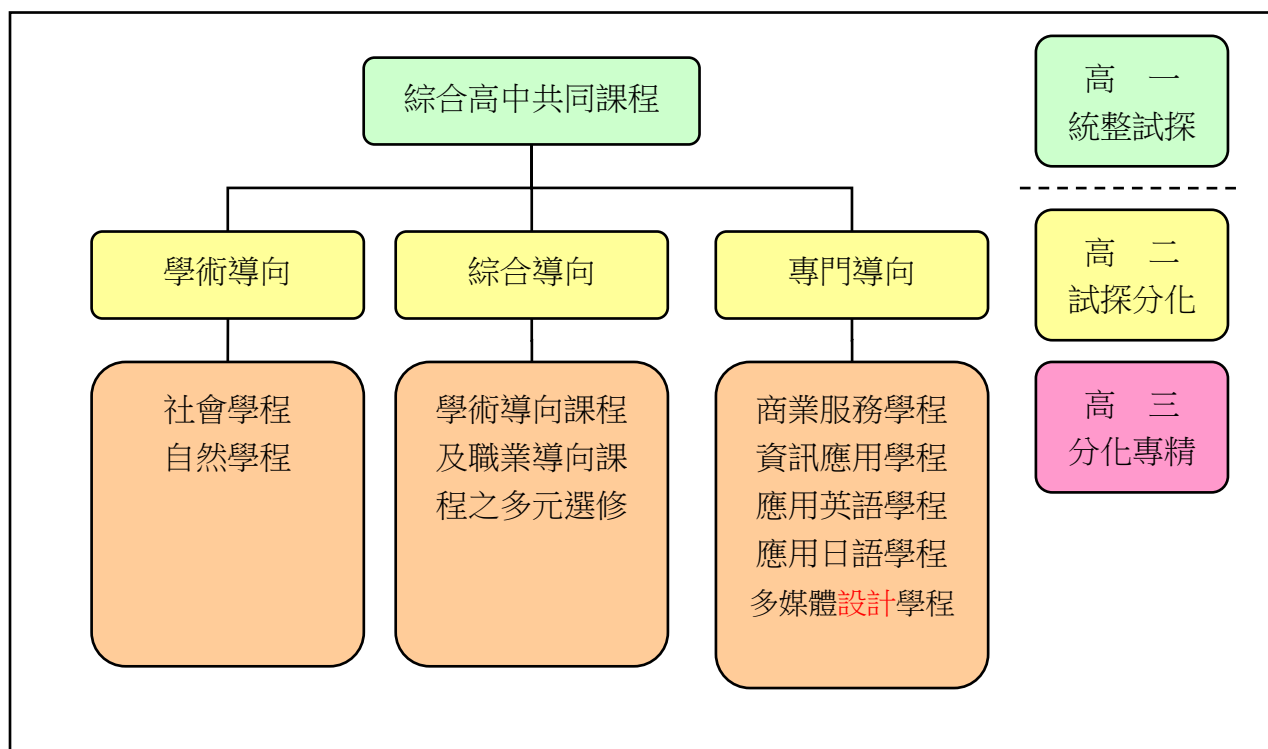 綜合高中共同課程
高　一
統整試探
學術導向
綜合導向
專門導向
高　二
試探分化
社會學程
自然學程
學術導向課程
及職業導向課
程之多元選修
商業服務學程
資訊應用學程
應用英語學程
應用日語學程
多媒體設計學程
高　三
分化專精